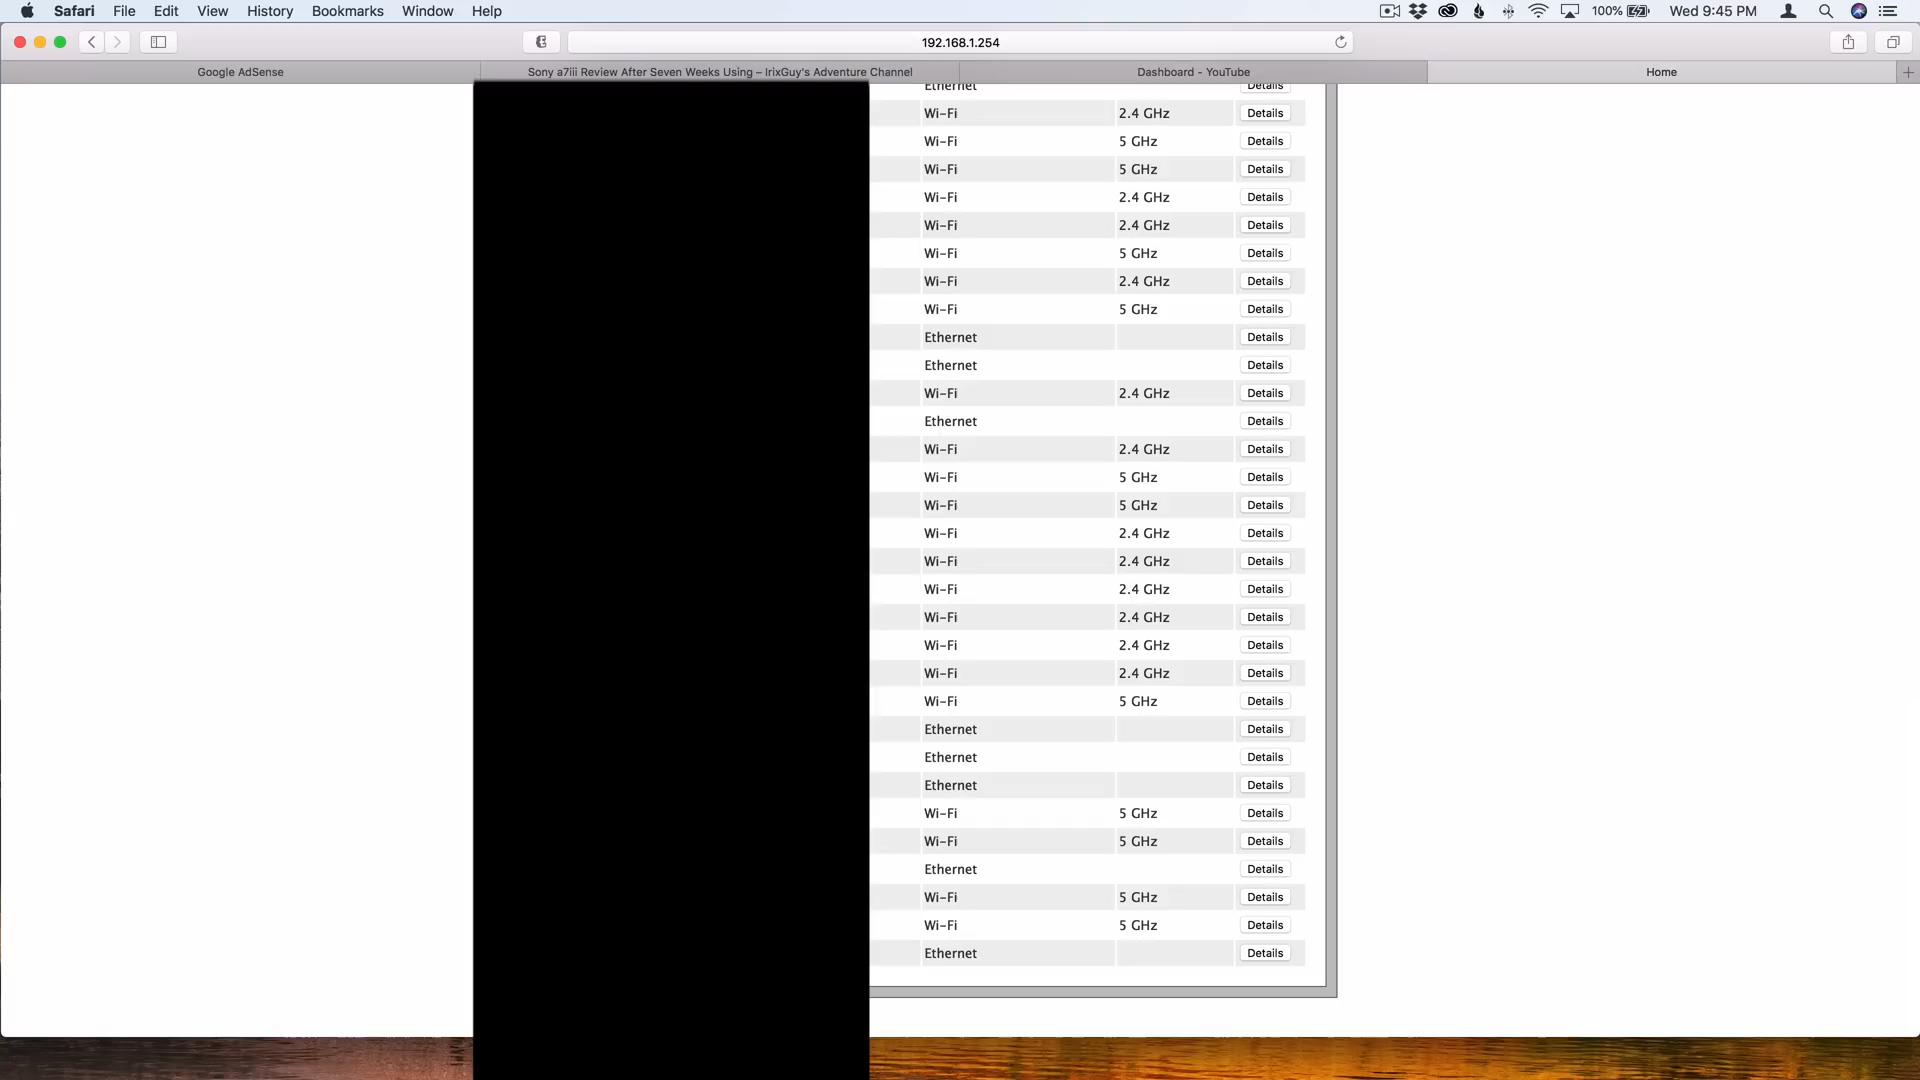 Safari File Edit View History Bookmarks Window Help 100% Wed 9:45 PM
192.168.1.254
Google AdSense Sony a7iii Review After Seven Weeks Using – IrixGuy's Adventure Channel Dashboard - YouTube Home
Ethernet Details
Wi-Fi 2.4 GHz Details
Wi-Fi 5 GHz Details
Wi-Fi 5 GHz Details
Wi-Fi 2.4 GHz Details
Wi-Fi 2.4 GHz Details
Wi-Fi 5 GHz Details
Wi-Fi 2.4 GHz Details
Wi-Fi 5 GHz Details
Ethernet Details
Ethernet Details
Wi-Fi 2.4 GHz Details
Ethernet Details
Wi-Fi 2.4 GHz Details
Wi-Fi 5 GHz Details
Wi-Fi 5 GHz Details
Wi-Fi 2.4 GHz Details
Wi-Fi 2.4 GHz Details
Wi-Fi 2.4 GHz Details
Wi-Fi 2.4 GHz Details
Wi-Fi 2.4 GHz Details
Wi-Fi 2.4 GHz Details
Wi-Fi 5 GHz Details
Ethernet Details
Ethernet Details
Ethernet Details
Wi-Fi 5 GHz Details
Wi-Fi 5 GHz Details
Ethernet Details
Wi-Fi 5 GHz Details
Wi-Fi 5 GHz Details
Ethernet Details